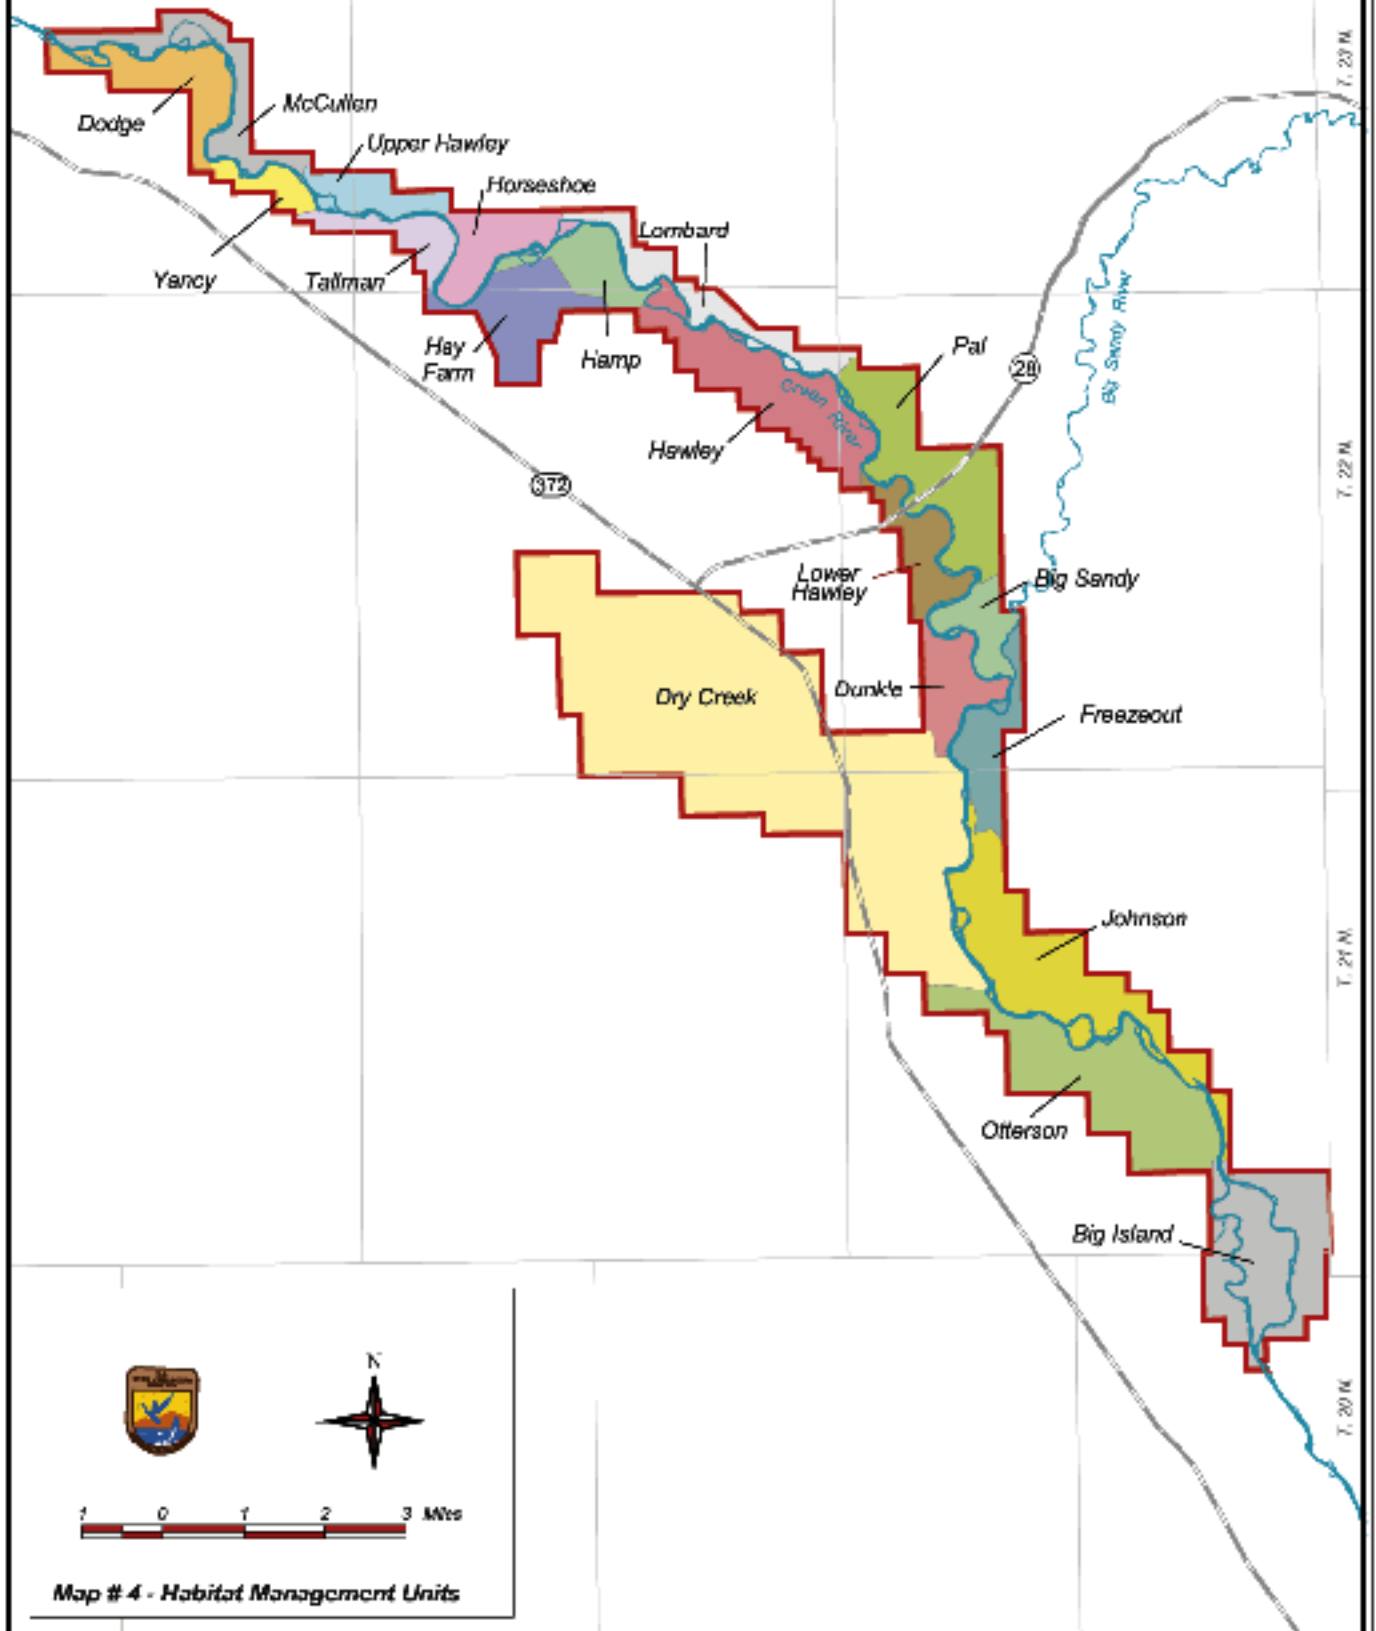 T. 23 N.
McCullen
Dodge
Upper Hawley
Horseshoe
Lombard
Yancy
Tallman
Big Sandy River
Hay
Farm
Hamp
Pal
28
Green River
Hawley
T. 22 N.
372
Lower
Hawley
Big Sandy
Dry Creek
Dunkle
Freezeout
Johnson
T. 21 N.
Otterson
Big Island
N
T. 20 N.
1 0 1 2 3 Miles
Map # 4 - Habitat Management Units